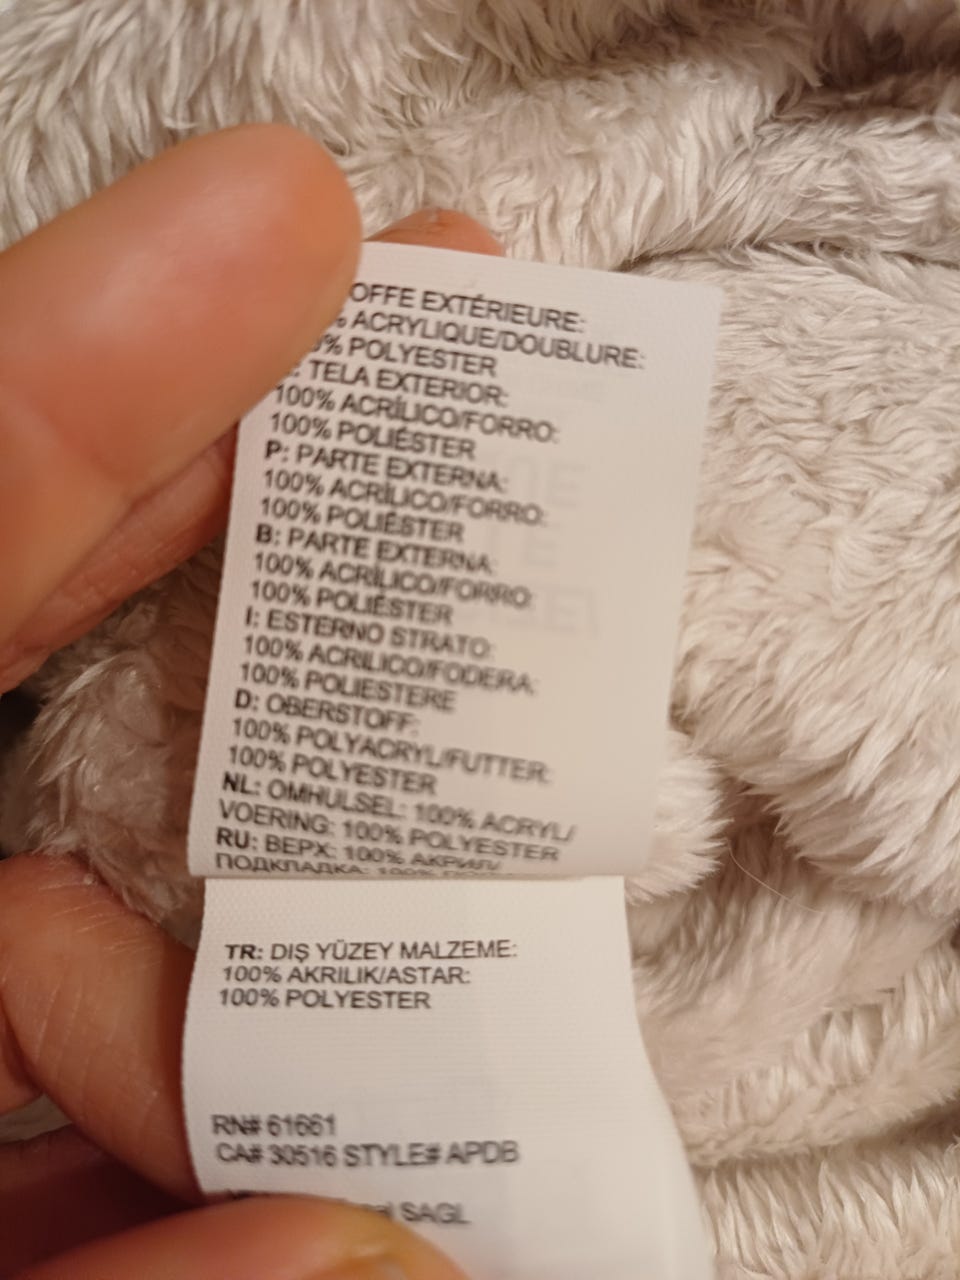 OFFE EXTÉRIEURE:
% ACRYLIQUE/DOUBLURE:
0% POLYESTER
: TELA EXTERIOR:
100% ACRÍLICO/FORRO:
100% POLIÉSTER
P: PARTE EXTERNA:
100% ACRÍLICO/FORRO:
100% POLIÉSTER
B: PARTE EXTERNA:
100% ACRÍLICO/FORRO:
100% POLIÉSTER
I: ESTERNO STRATO:
100% ACRILICO/FODERA:
100% POLIESTERE
D: OBERSTOFF:
100% POLYACRYL/FUTTER:
100% POLYESTER
NL: OMHULSEL: 100% ACRYL/
VOERING: 100% POLYESTER
RU: ВЕРХ: 100% АКРИЛ/
ПОДКЛАДКА: 100%
TR: DIŞ YÜZEY MALZEME:
100% AKRILIK/ASTAR:
100% POLYESTER
RN# 61661
CA# 30516 STYLE# APDB
SAGL